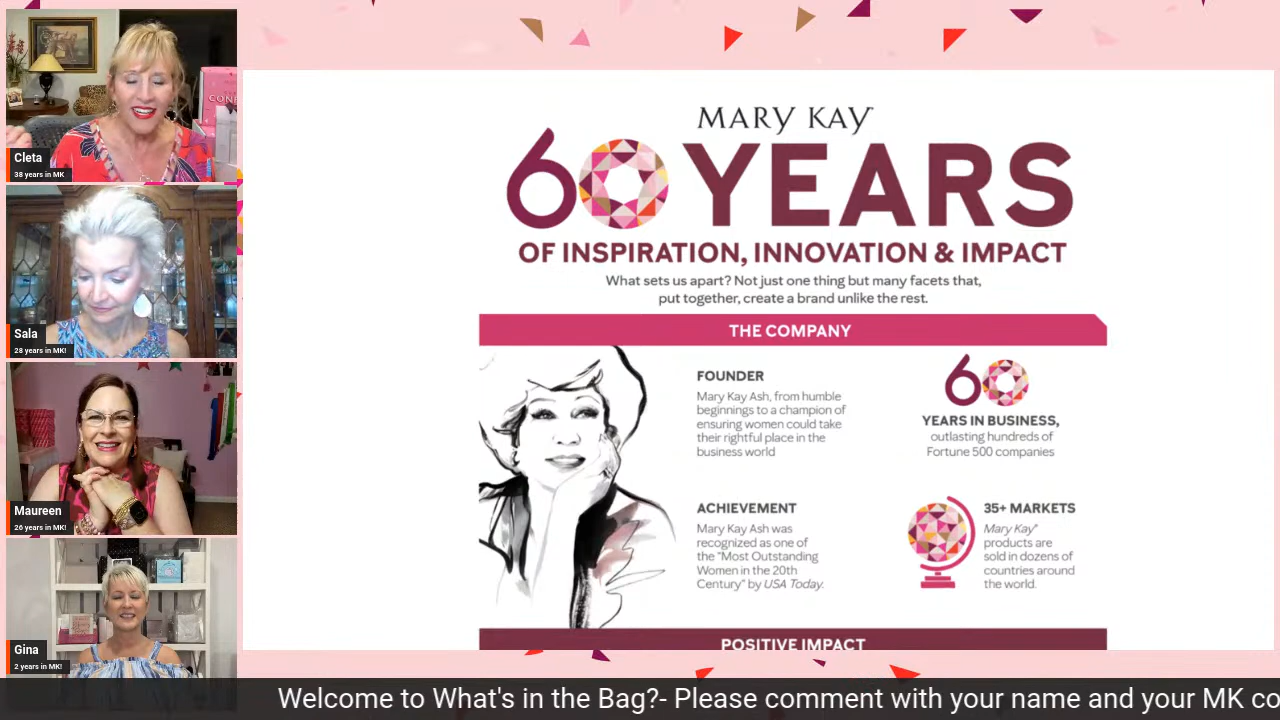 CONF
Cleta
38 years in MK
Sala
28 years in MK!
Maureen
26 years in MK!
Gina
2 years in MK!
MARY KAY
60 YEARS
OF INSPIRATION, INNOVATION & IMPACT
What sets us apart? Not just one thing but many facets that,
put together, create a brand unlike the rest.
THE COMPANY
FOUNDER
Mary Kay Ash, from humble
beginnings to a champion of
ensuring women could take
their rightful place in the
business world
60
YEARS IN BUSINESS,
outlasting hundreds of
Fortune 500 companies
ACHIEVEMENT
Mary Kay Ash was
recognized as one of
the "Most Outstanding
Women in the 20th
Century" by USA Today.
35+ MARKETS
Mary Kay®
products are
sold in dozens of
countries around
the world.
POSITIVE IMPACT
Welcome to What's in the Bag?- Please comment with your name and your MK co